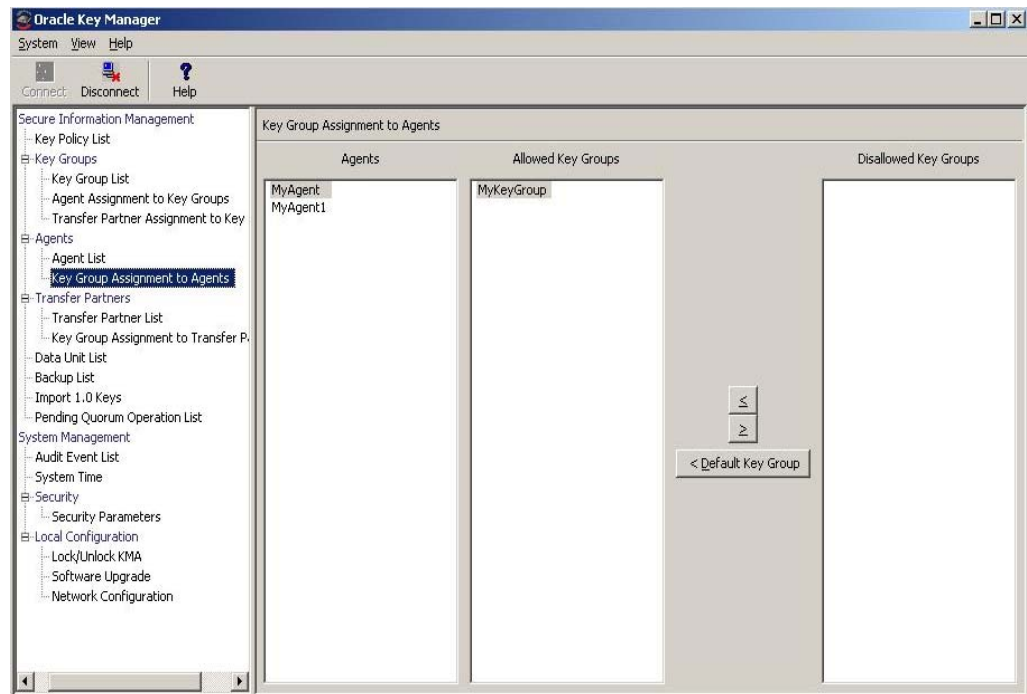 Oracle Key Manager
System View Help
Connect Disconnect Help
Secure Information Management
Key Policy List
Key Groups
Key Group List
Agent Assignment to Key Groups
Transfer Partner Assignment to Key
Agents
Agent List
Key Group Assignment to Agents
Transfer Partners
Transfer Partner List
Key Group Assignment to Transfer P
Data Unit List
Backup List
Import 1.0 Keys
Pending Quorum Operation List
System Management
Audit Event List
System Time
Security
Security Parameters
Local Configuration
Lock/Unlock KMA
Software Upgrade
Network Configuration
Key Group Assignment to Agents
Agents
MyAgent
MyAgent1
Allowed Key Groups
MyKeyGroup
<
>
< Default Key Group
Disallowed Key Groups